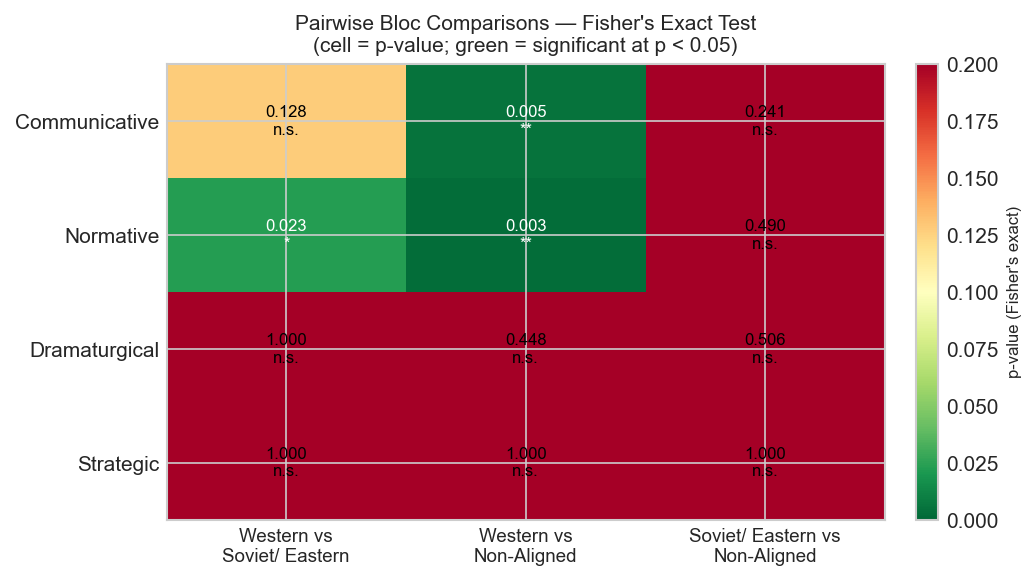 Pairwise Bloc Comparisons — Fisher's Exact Test
(cell = p-value; green = significant at p < 0.05)
Communicative
0.128
n.s.
0.005
**
0.241
n.s.
Normative
0.023
*
0.003
**
0.490
n.s.
Dramaturgical
1.000
n.s.
0.448
n.s.
0.506
n.s.
Strategic
1.000
n.s.
1.000
n.s.
1.000
n.s.
Western vs
Soviet/ Eastern
Western vs
Non-Aligned
Soviet/ Eastern vs
Non-Aligned
0.200
0.175
0.150
0.125
0.100
0.075
0.050
0.025
0.000
p-value (Fisher's exact)